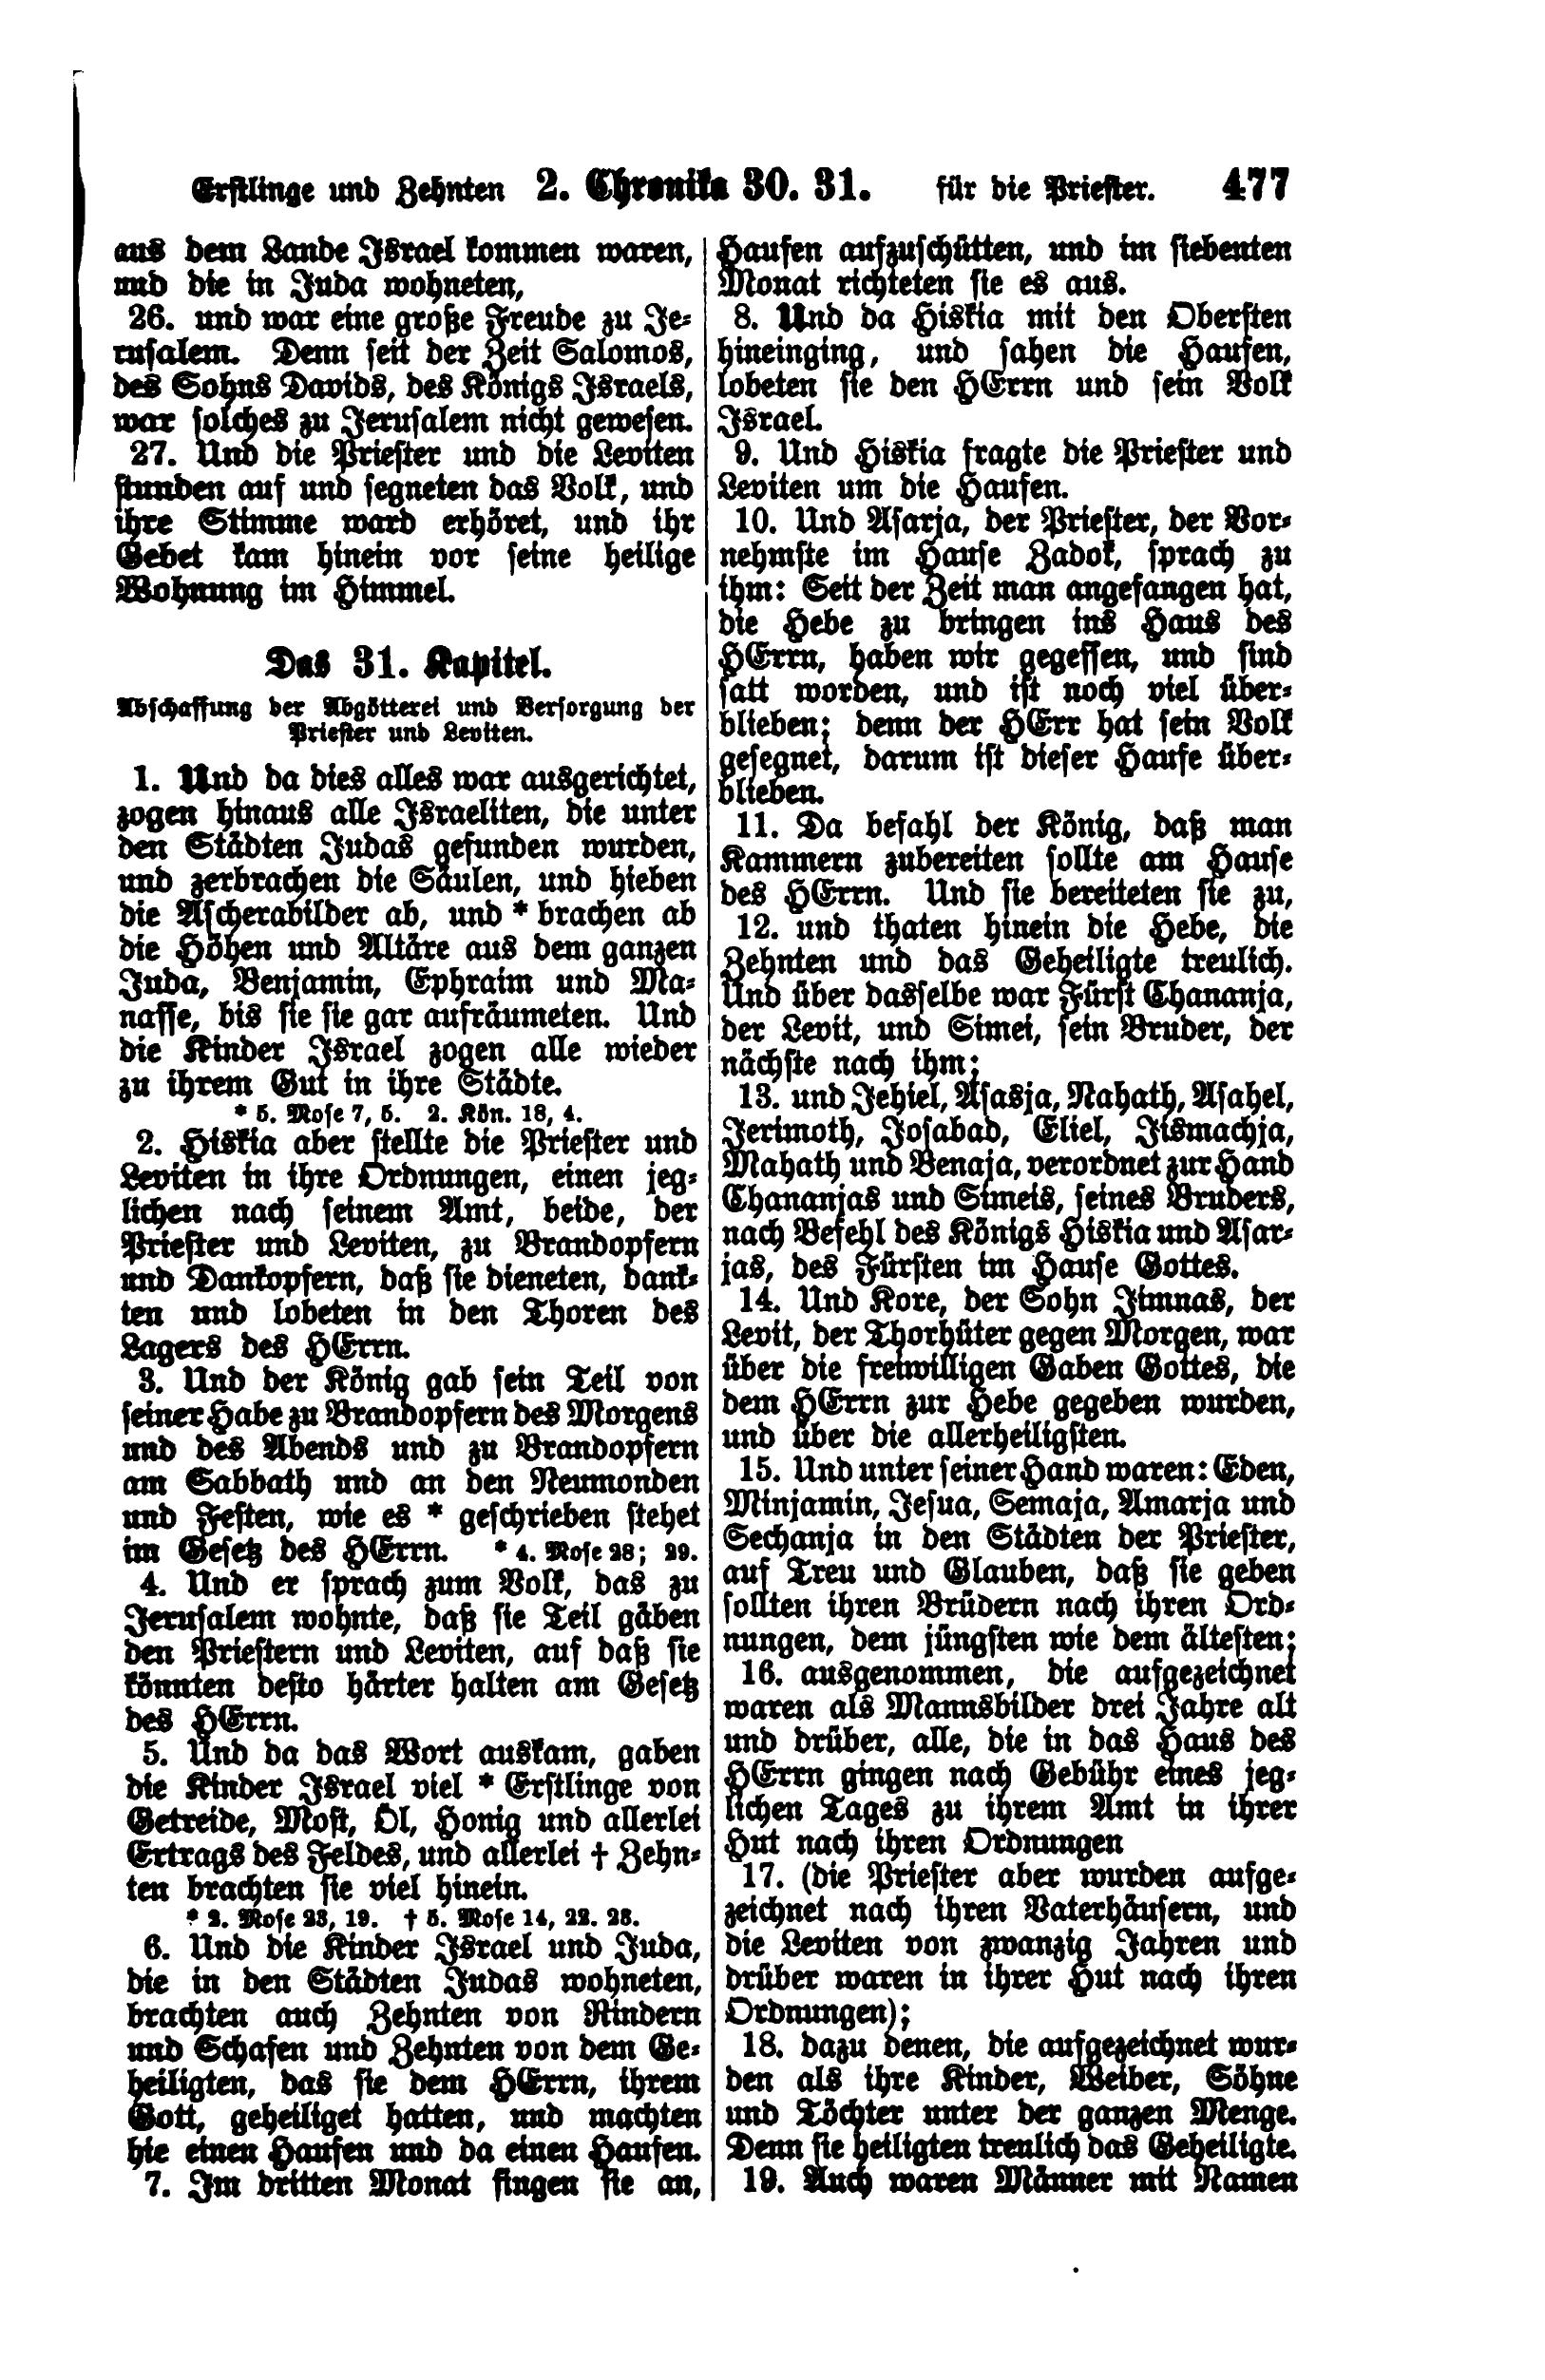 Erstlinge und Zehnten 2. Chronika 30. 31. für die Priester. 477
aus dem Lande Israel kommen waren,
und die in Juda wohneten,
26. und war eine große Freude zu Je-
rusalem. Denn seit der Zeit Salomos,
des Sohns Davids, des Königs Israels,
war solches zu Jerusalem nicht gewesen.
27. Und die Priester und die Leviten
stunden auf und segneten das Volk, und
ihre Stimme ward erhöret, und ihr
Gebet kam hinein vor seine heilige
Wohnung im Himmel.
Das 31. Kapitel.
Abschaffung der Abgötterei und Versorgung der
Priester und Leviten.
1. Und da dies alles war ausgerichtet,
zogen hinaus alle Israeliten, die unter
den Städten Judas gefunden wurden,
und zerbrachen die Säulen, und hieben
die Ascherabilder ab, und * brachen ab
die Höhen und Altäre aus dem ganzen
Juda, Benjamin, Ephraim und Ma-
nasse, bis sie sie gar aufräumeten. Und
die Kinder Israel zogen alle wieder
zu ihrem Gut in ihre Städte.
* 5. Mose 7, 5. 2. Kön. 18, 4.
2. Hiskia aber stellte die Priester und
Leviten in ihre Ordnungen, einen jeg-
lichen nach seinem Amt, beide, der
Priester und Leviten, zu Brandopfern
und Dankopfern, daß sie dieneten, dank-
ten und lobeten in den Thoren des
Lagers des HErrn.
3. Und der König gab sein Teil von
seiner Habe zu Brandopfern des Morgens
und des Abends und zu Brandopfern
am Sabbath und an den Neumonden
und Festen, wie es * geschrieben stehet
im Gesetz des HErrn. * 4. Mose 28; 29.
4. Und er sprach zum Volk, das zu
Jerusalem wohnte, daß sie Teil gäben
den Priestern und Leviten, auf daß sie
könnten desto härter halten am Gesetz
des HErrn.
5. Und da das Wort auskam, gaben
die Kinder Israel viel * Erstlinge von
Getreide, Most, Öl, Honig und allerlei
Ertrags des Feldes, und allerlei † Zehn-
ten brachten sie viel hinein.
* 2. Mose 23, 19. † 5. Mose 14, 22. 28.
6. Und die Kinder Israel und Juda,
die in den Städten Judas wohneten,
brachten auch Zehnten von Rindern
und Schafen und Zehnten von dem Ge-
heiligten, das sie dem HErrn, ihrem
Gott, geheiliget hatten, und machten
hie einen Haufen und da einen Haufen.
7. Im dritten Monat fingen sie an,
Haufen aufzuschütten, und im siebenten
Monat richteten sie es aus.
8. Und da Hiskia mit den Obersten
hineinging, und sahen die Haufen,
lobeten sie den HErrn und sein Volk
Israel.
9. Und Hiskia fragte die Priester und
Leviten um die Haufen.
10. Und Asarja, der Priester, der Vor-
nehmste im Hause Zadok, sprach zu
ihm: Seit der Zeit man angefangen hat,
die Hebe zu bringen ins Haus des
HErrn, haben wir gegessen, und sind
satt worden, und ist noch viel über-
blieben; denn der HErr hat sein Volk
gesegnet, darum ist dieser Haufe über-
blieben.
11. Da befahl der König, daß man
Kammern zubereiten sollte am Hause
des HErrn. Und sie bereiteten sie zu,
12. und thaten hinein die Hebe, die
Zehnten und das Geheiligte treulich.
Und über dasselbe war Fürst Chananja,
der Levit, und Simei, sein Bruder, der
nächste nach ihm;
13. und Jehiel, Asasja, Nahath, Asahel,
Jerimoth, Josabad, Eliel, Jismachja,
Mahath und Benaja, verordnet zur Hand
Chananjas und Simeis, seines Bruders,
nach Befehl des Königs Hiskia und Asar-
jas, des Fürsten im Hause Gottes.
14. Und Kore, der Sohn Jimnas, der
Levit, der Thorhüter gegen Morgen, war
über die freiwilligen Gaben Gottes, die
dem HErrn zur Hebe gegeben wurden,
und über die allerheiligsten.
15. Und unter seiner Hand waren: Eden,
Minjamin, Jesua, Semaja, Amarja und
Sechanja in den Städten der Priester,
auf Treu und Glauben, daß sie geben
sollten ihren Brüdern nach ihren Ord-
nungen, dem jüngsten wie dem ältesten;
16. ausgenommen, die aufgezeichnet
waren als Mannsbilder drei Jahre alt
und drüber, alle, die in das Haus des
HErrn gingen nach Gebühr eines jeg-
lichen Tages zu ihrem Amt in ihrer
Hut nach ihren Ordnungen
17. (die Priester aber wurden aufge-
zeichnet nach ihren Vaterhäusern, und
die Leviten von zwanzig Jahren und
drüber waren in ihrer Hut nach ihren
Ordnungen);
18. dazu denen, die aufgezeichnet wur-
den als ihre Kinder, Weiber, Söhne
und Töchter unter der ganzen Menge.
Denn sie heiligten treulich das Geheiligte.
19. Auch waren Männer mit Namen